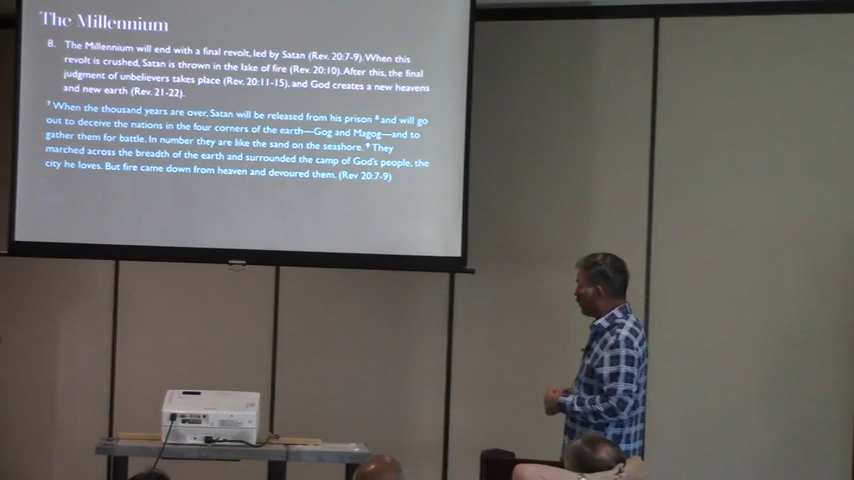 The Millennium
8. The Millennium will end with a final revolt, led by Satan (Rev. 20:7-9). When this
revolt is crushed, Satan is thrown in the lake of fire (Rev. 20:10). After this, the final
judgment of unbelievers takes place (Rev. 20:11-15), and God creates a new heavens
and new earth (Rev. 21-22).
7 When the thousand years are over, Satan will be released from his prison 8 and will go
out to deceive the nations in the four corners of the earth—Gog and Magog—and to
gather them for battle. In number they are like the sand on the seashore. 9 They
marched across the breadth of the earth and surrounded the camp of God's people, the
city he loves. But fire came down from heaven and devoured them. (Rev 20:7-9)